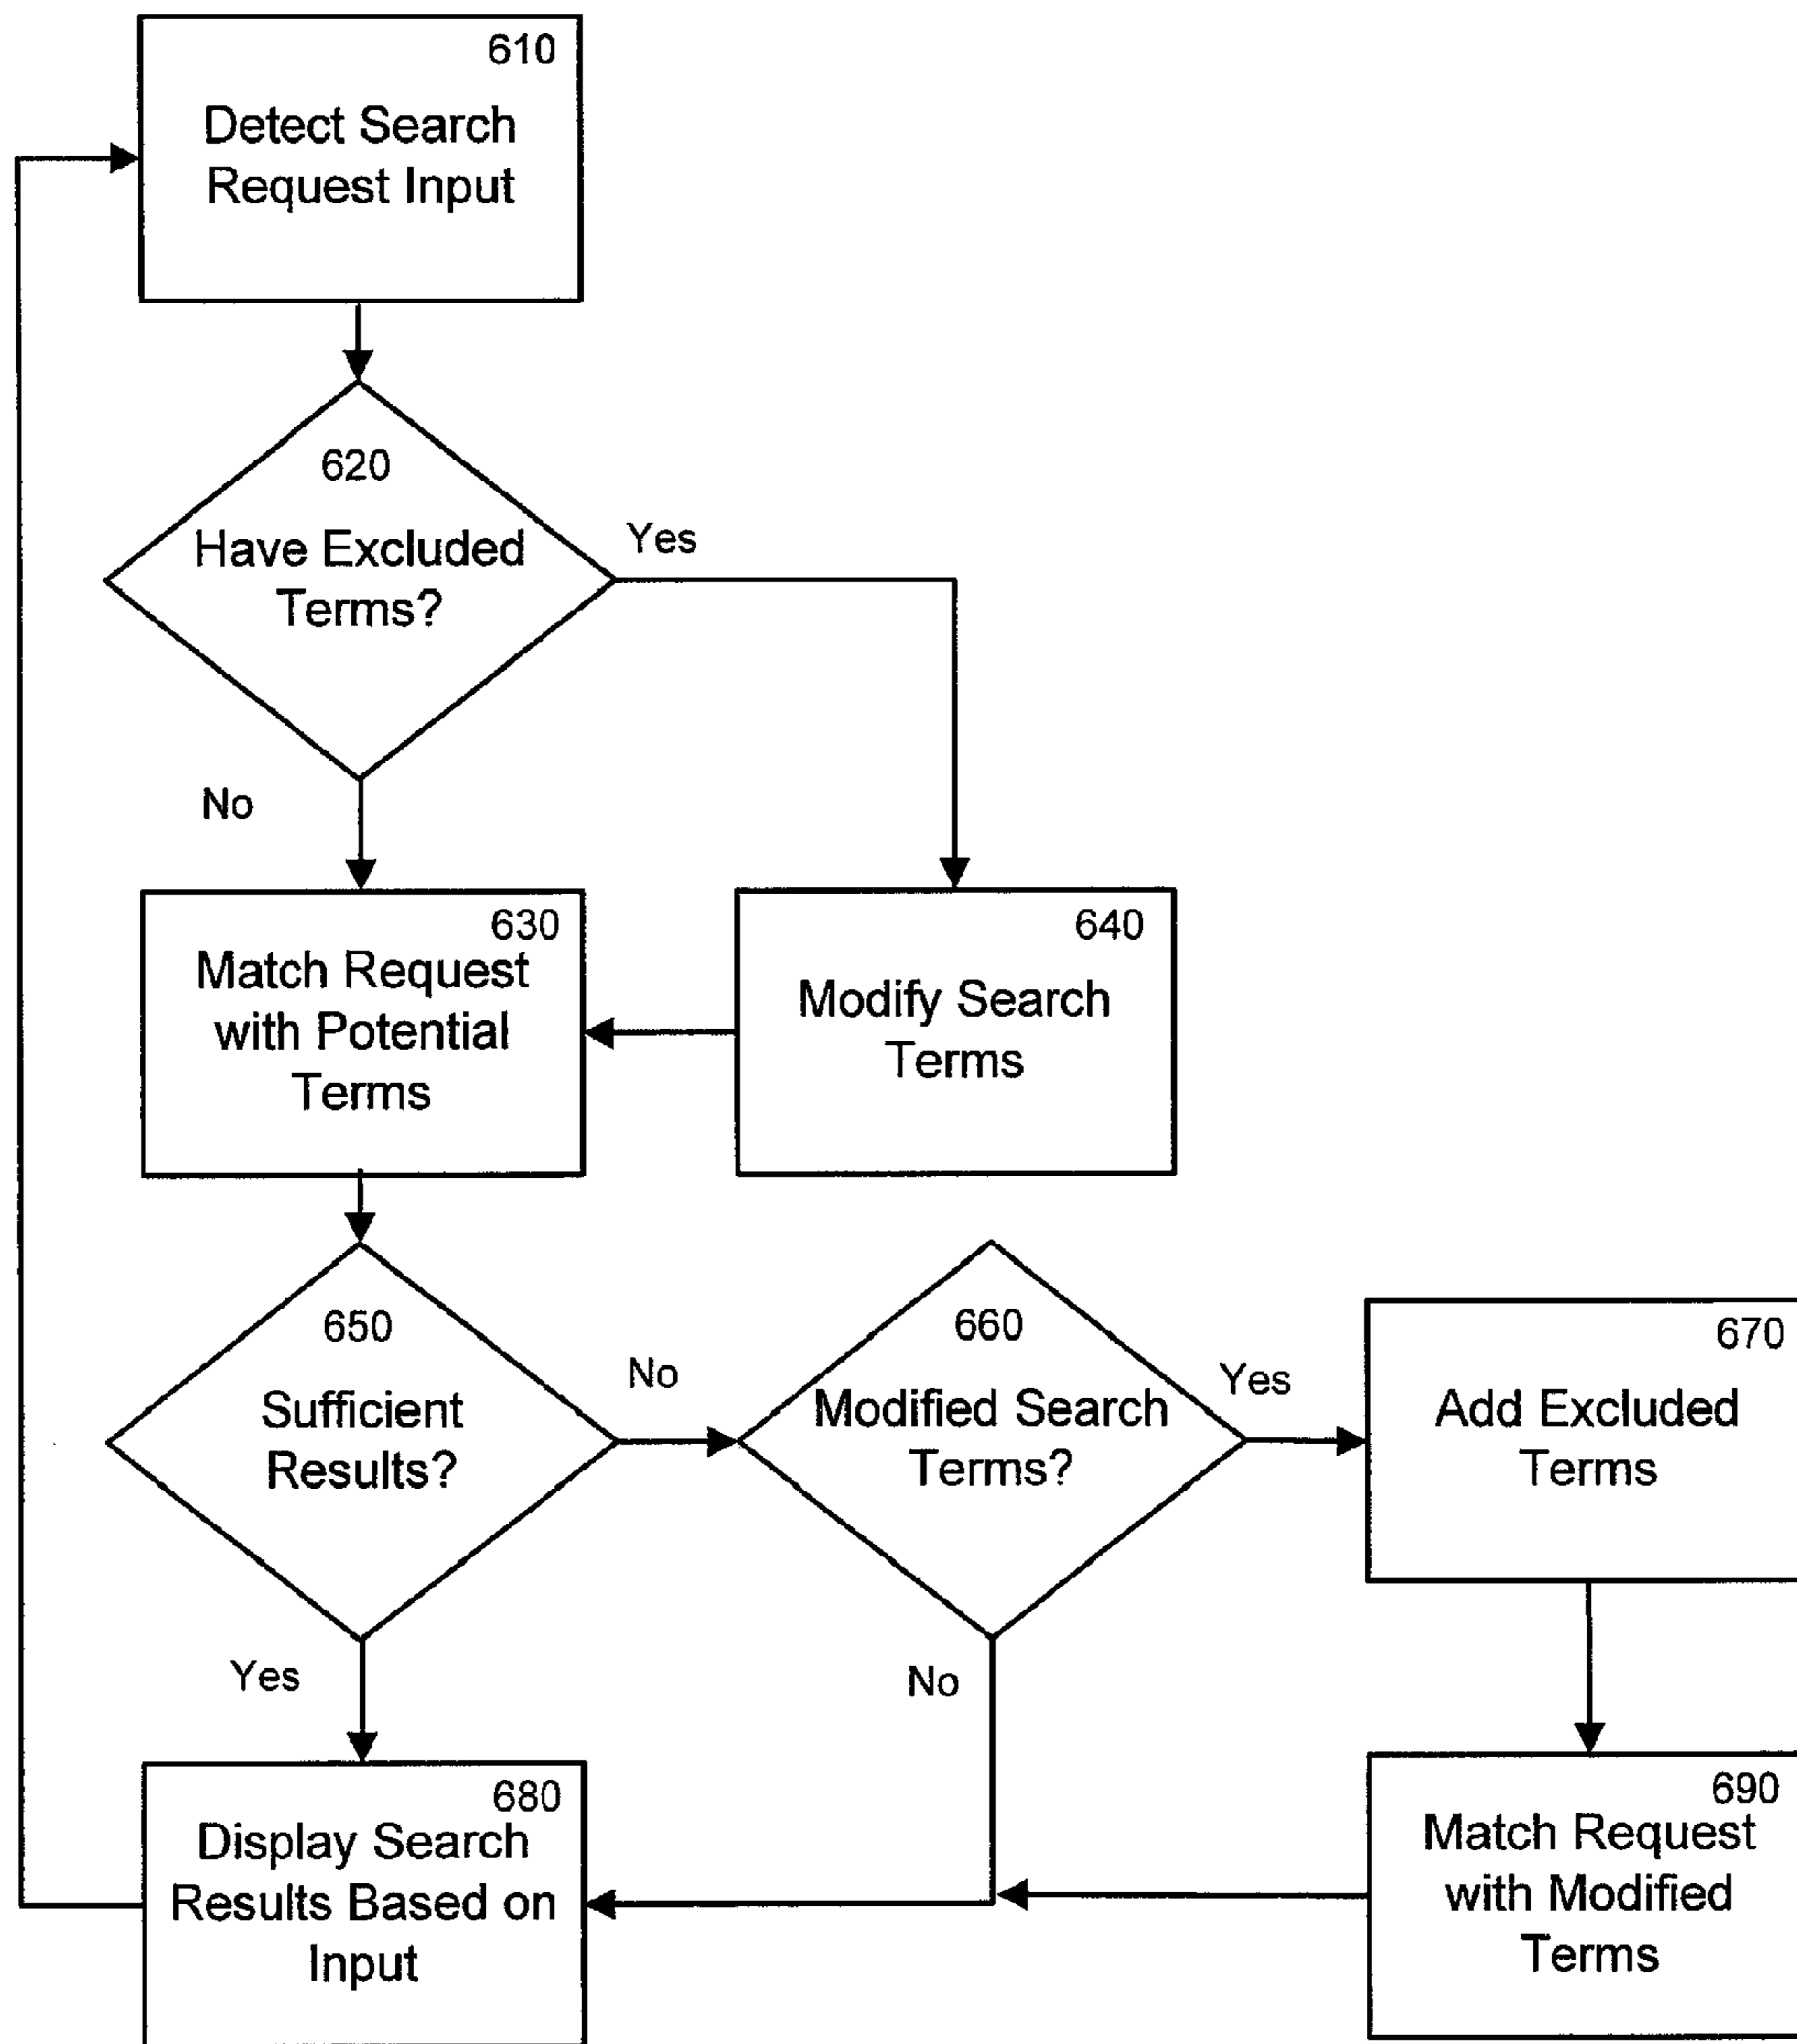 610
Detect Search
Request Input
620
Have Excluded
Terms?
Yes
No
630
Match Request
with Potential
Terms
640
Modify Search
Terms
650
Sufficient
Results?
No
660
Modified Search
Terms?
Yes
670
Add Excluded
Terms
Yes
No
680
Display Search
Results Based on
Input
690
Match Request
with Modified
Terms